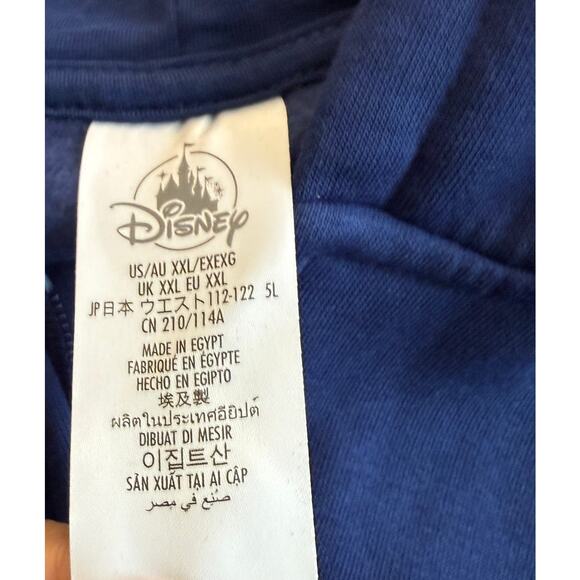 Disney
US/AU XXL/EXEXG
UK XXL EU XXL
JP日本 ウエスト112-122 5L
CN 210/114A
MADE IN EGYPT
FABRIQUÉ EN ÉGYPTE
HECHO EN EGIPTO
埃及製
ผลิตในประเทศอียิปต์
DIBUAT DI MESIR
이집트산
SẢN XUẤT TẠI AI CẬP
صُنع في مصر